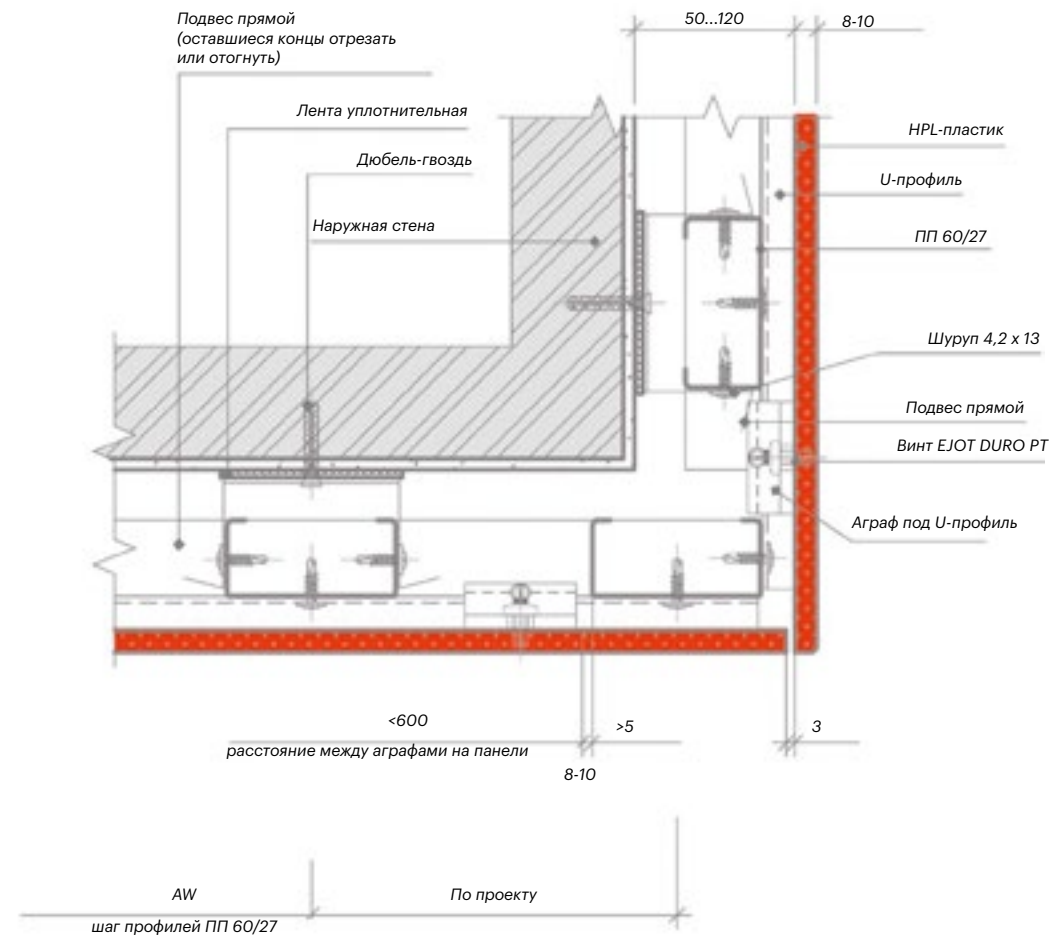 Подвес прямой
(оставшиеся концы отрезать
или отогнуть)
50...120
8-10
Лента уплотнительная
HPL-пластик
Дюбель-гвоздь
U-профиль
Наружная стена
ПП 60/27
Шуруп 4,2 x 13
Подвес прямой
Винт EJOT DURO PT
Аграф под U-профиль
<600
>5
3
расстояние между аграфами на панели
8-10
AW
По проекту
шаг профилей ПП 60/27